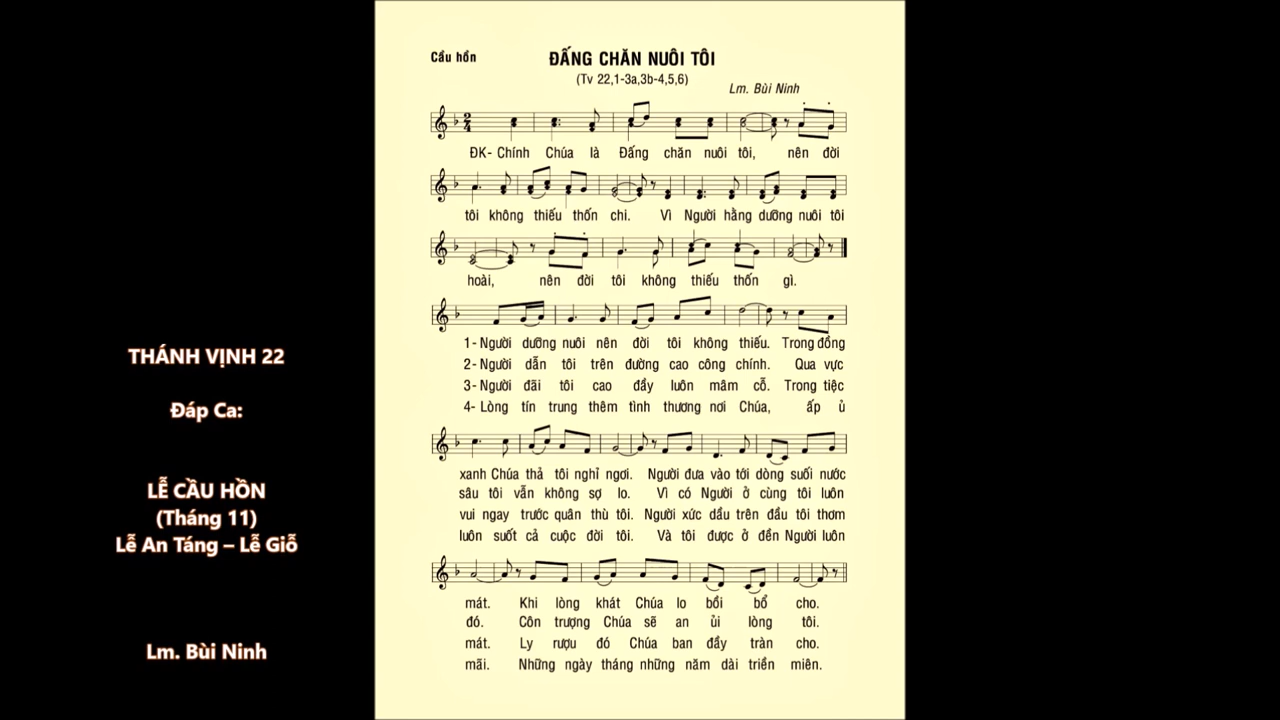 THÁNH VỊNH 22
Đáp Ca:
LỄ CẦU HỒN
(Tháng 11)
Lễ An Táng – Lễ Giỗ
Lm. Bùi Ninh
Cầu hồn
ĐẤNG CHĂN NUÔI TÔI
(Tv 22,1-3a,3b-4,5,6)
Lm. Bùi Ninh
ĐK- Chính Chúa là Đấng chăn nuôi tôi, nên đời
tôi không thiếu thốn chi. Vì Người hằng dưỡng nuôi tôi
hoài, nên đời tôi không thiếu thốn gì.
1- Người dưỡng nuôi nên đời tôi không thiếu. Trong đồng
2- Người dẫn tôi trên đường cao công chính. Qua vực
3- Người đãi tôi cao đầy luôn mâm cỗ. Trong tiệc
4- Lòng tín trung thêm tình thương nơi Chúa, ấp ủ
xanh Chúa thả tôi nghỉ ngơi. Người đưa vào tới dòng suối nước
sâu tôi vẫn không sợ lo. Vì có Người ở cùng tôi luôn
vui ngay trước quân thù tôi. Người xức dầu trên đầu tôi thơm
luôn suốt cả cuộc đời tôi. Và tôi được ở đền Người luôn
mát. Khi lòng khát Chúa lo bồi bổ cho.
đó. Côn trượng Chúa sẽ an ủi lòng tôi.
mát. Ly rượu đó Chúa ban đầy tràn cho.
mãi. Những ngày tháng những năm dài triền miên.